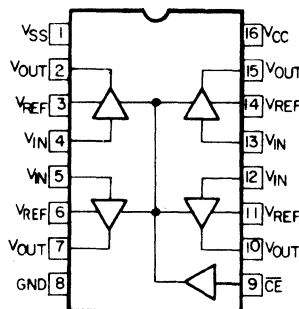 VSS 1 16 VCC
VOUT 2 15 VOUT
VREF 3 14 VREF
VIN 4 13 VIN
VIN 5 12 VIN
VREF 6 11 VREF
VOUT 7 10 VOUT
GND 8 9 C̅E̅